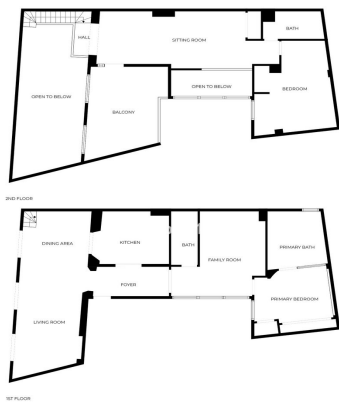 HALL
SITTING ROOM
BATH
OPEN TO BELOW
BEDROOM
OPEN TO BELOW
BALCONY
2ND FLOOR
DINING AREA
KITCHEN
BATH
FAMILY ROOM
PRIMARY BATH
FOYER
PRIMARY BEDROOM
LIVING ROOM
1ST FLOOR